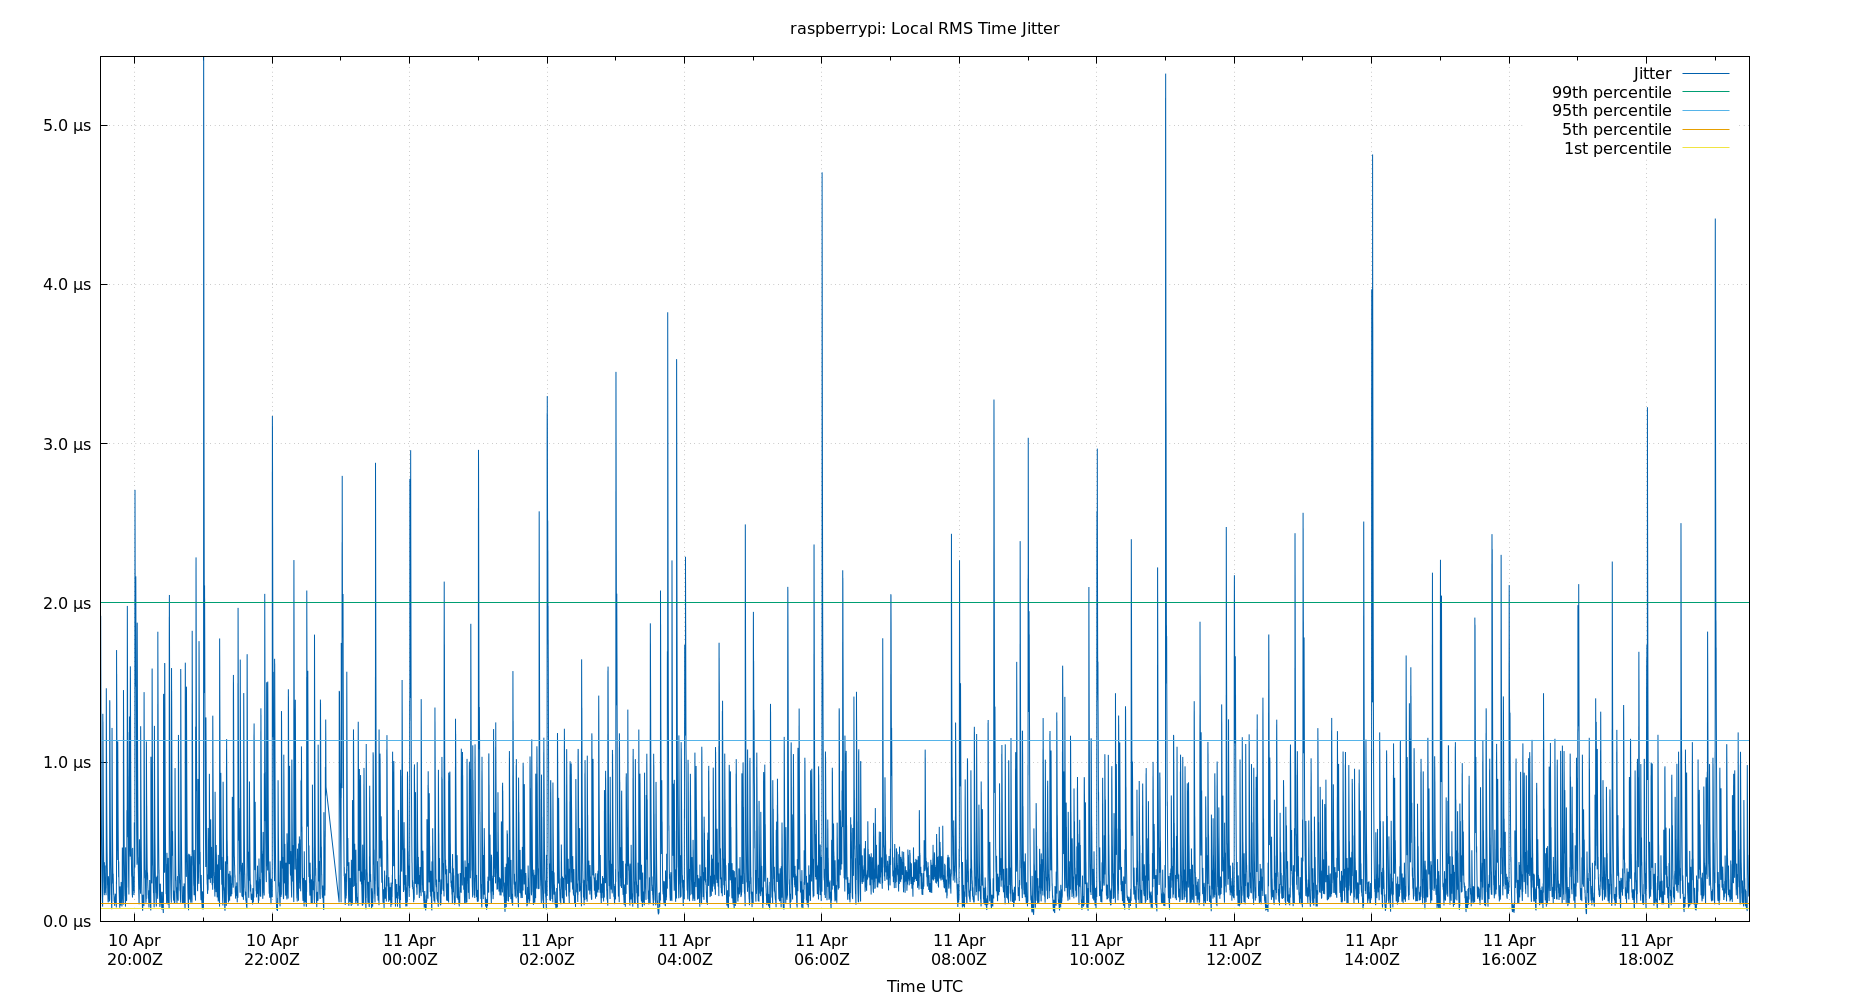 raspberrypi: Local RMS Time Jitter
Jitter
99th percentile
95th percentile
5th percentile
1st percentile
5.0 μs
4.0 μs
3.0 μs
2.0 μs
1.0 μs
0.0 μs
10 Apr 10 Apr 11 Apr 11 Apr 11 Apr 11 Apr 11 Apr 11 Apr 11 Apr 11 Apr 11 Apr 11 Apr
20:00Z 22:00Z 00:00Z 02:00Z 04:00Z 06:00Z 08:00Z 10:00Z 12:00Z 14:00Z 16:00Z 18:00Z
Time UTC